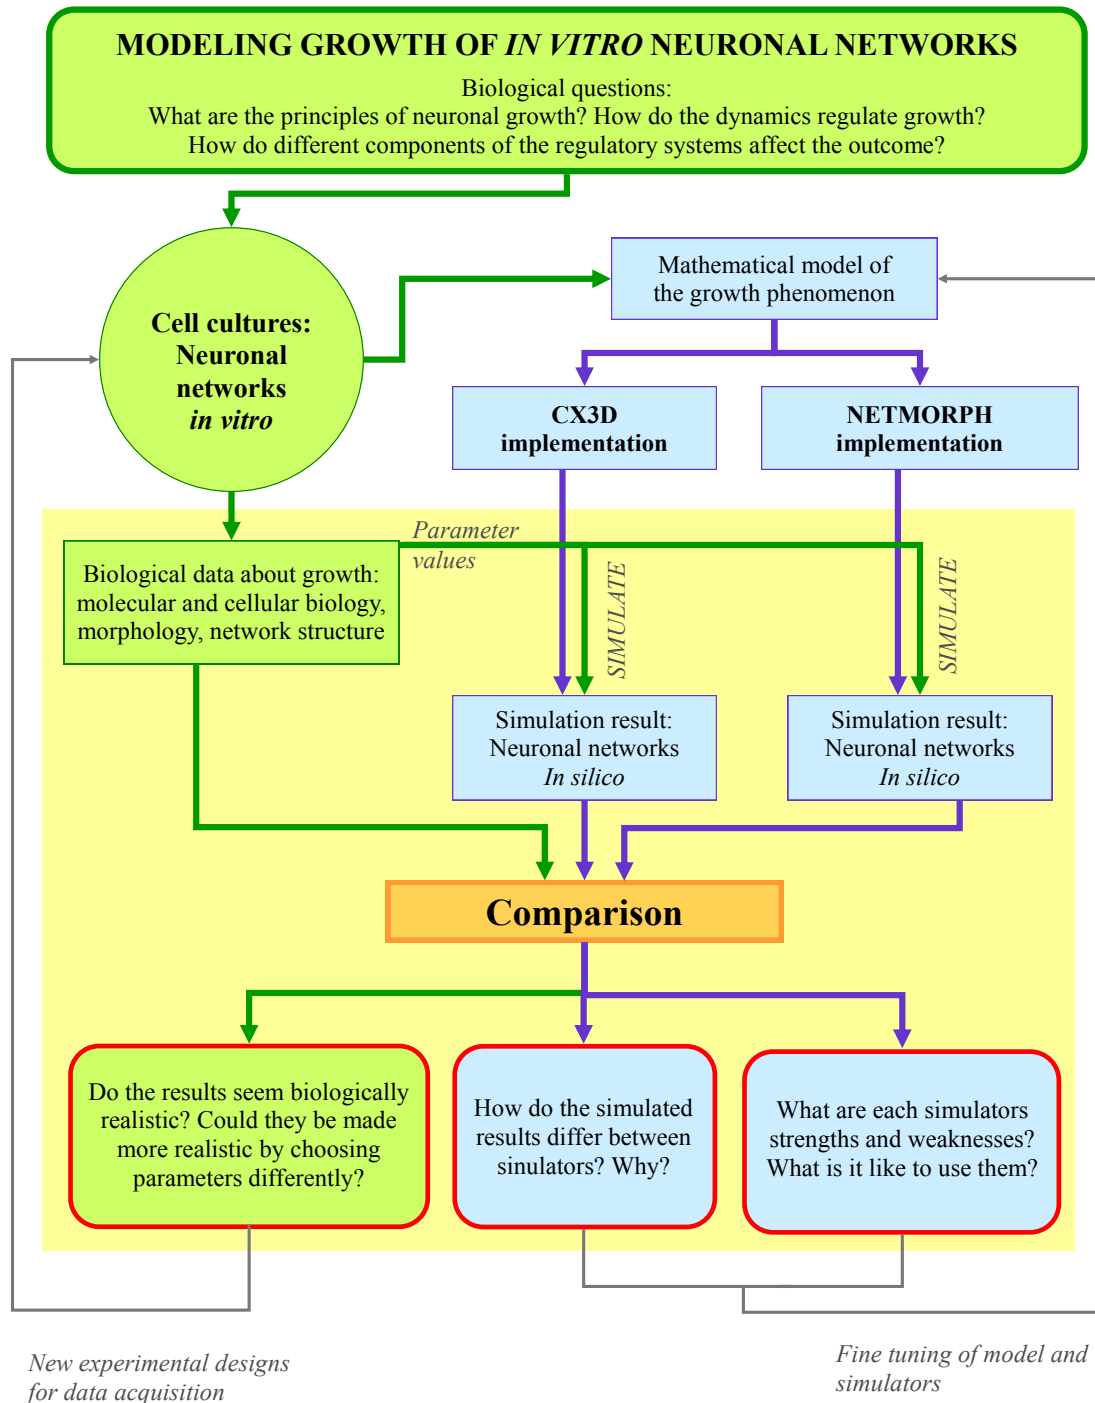 MODELING GROWTH OF IN VITRO NEURONAL NETWORKS
Biological questions:
What are the principles of neuronal growth? How do the dynamics regulate growth?
How do different components of the regulatory systems affect the outcome?
Cell cultures:
Neuronal
networks
in vitro
Mathematical model of
the growth phenomenon
CX3D
implementation
NETMORPH
implementation
Parameter
values
Biological data about growth:
molecular and cellular biology,
morphology, network structure
SIMULATE
SIMULATE
Simulation result:
Neuronal networks
In silico
Simulation result:
Neuronal networks
In silico
Comparison
Do the results seem biologically
realistic? Could they be made
more realistic by choosing
parameters differently?
How do the simulated
results differ between
sinulators? Why?
What are each simulators
strengths and weaknesses?
What is it like to use them?
New experimental designs
for data acquisition
Fine tuning of model and
simulators